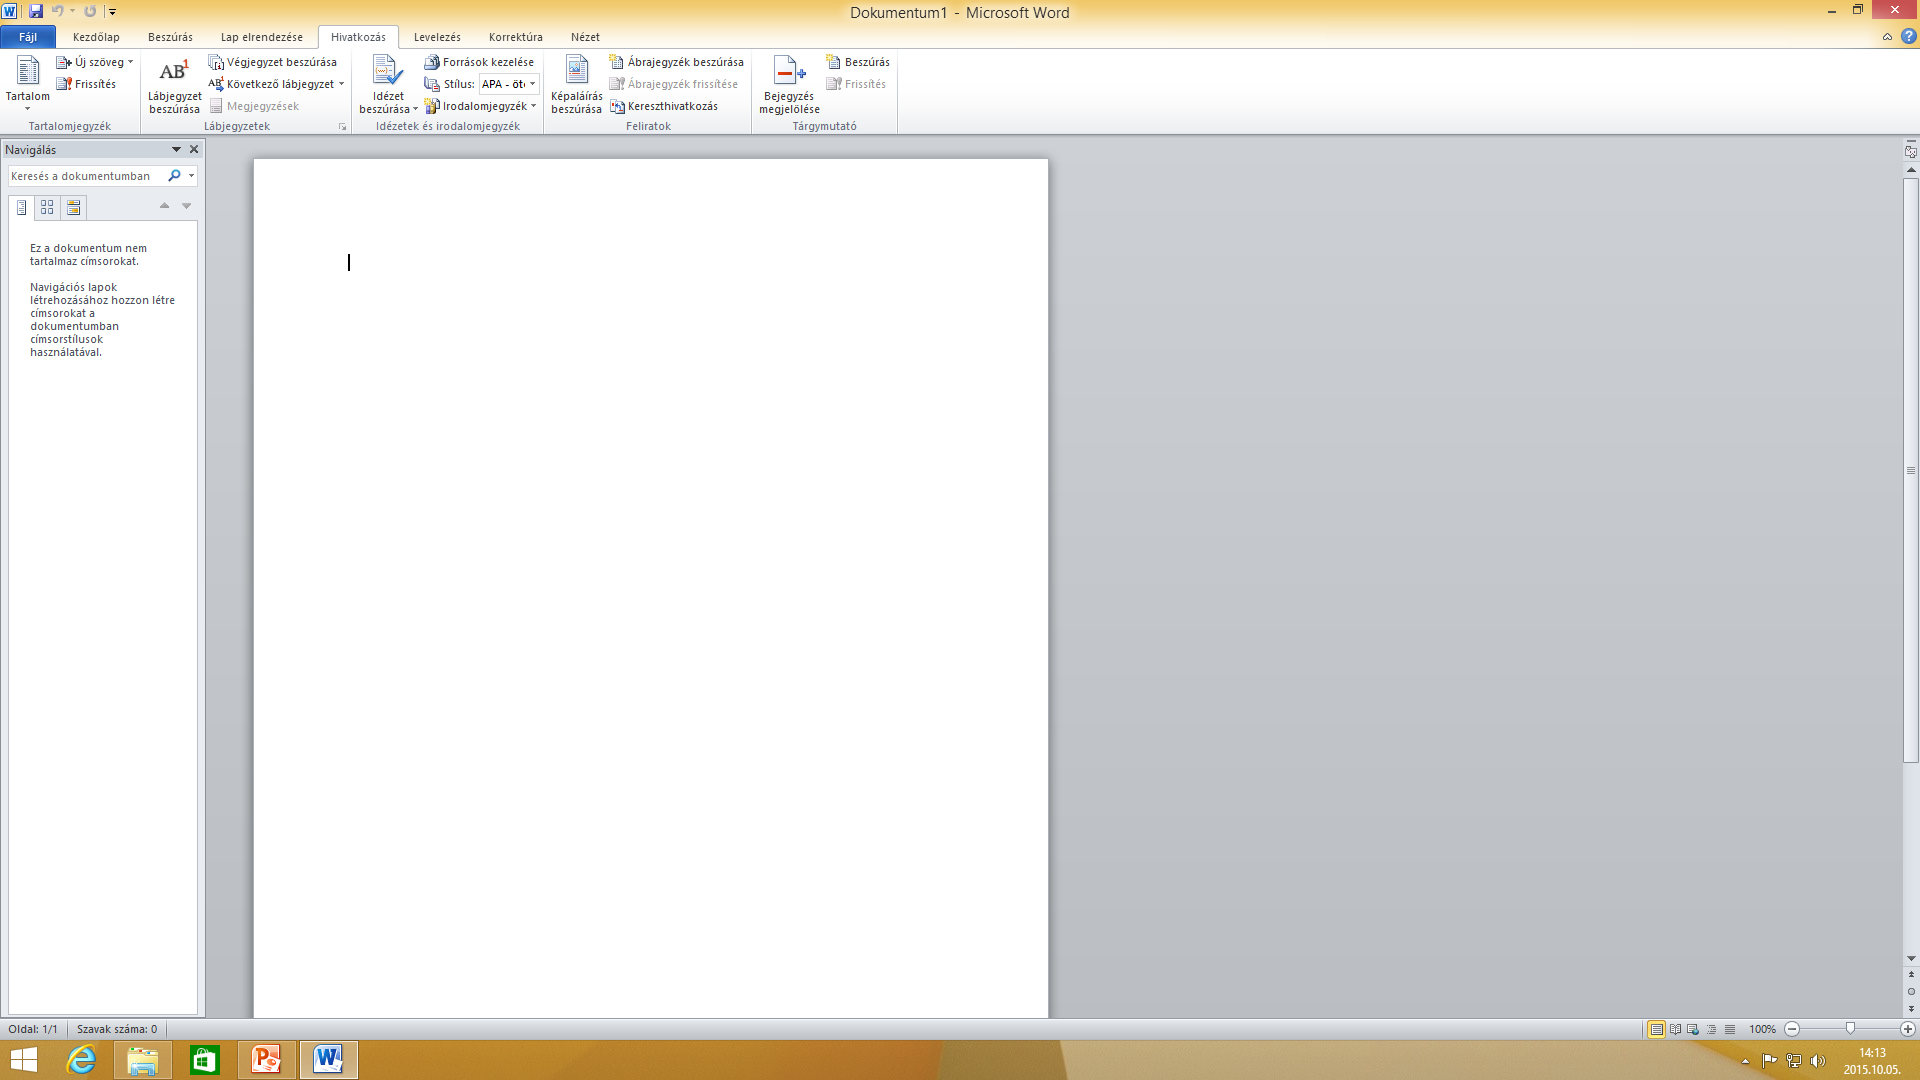 Dokumentum1 - Microsoft Word
Fájl Kezdőlap Beszúrás Lap elrendezése Hivatkozás Levelezés Korrektúra Nézet
Tartalom
Új szöveg
Frissítés
Tartalomjegyzék
AB1
Lábjegyzet
beszúrása
Végjegyzet beszúrása
Következő lábjegyzet
Megjegyzések
Lábjegyzetek
Idézet
beszúrása
Források kezelése
Stílus: APA - öt
Irodalomjegyzék
Idézetek és irodalomjegyzék
Képaláírás
beszúrása
Ábrajegyzék beszúrása
Ábrajegyzék frissítése
Kereszthivatkozás
Feliratok
Bejegyzés
megjelölése
Beszúrás
Frissítés
Tárgymutató
Navigálás
Keresés a dokumentumban
Ez a dokumentum nem
tartalmaz címsorokat.
Navigációs lapok
létrehozásához hozzon létre
címsorokat a
dokumentumban
címsorstílusok
használatával.
Oldal: 1/1 Szavak száma: 0
100%
14:13
2015.10.05.